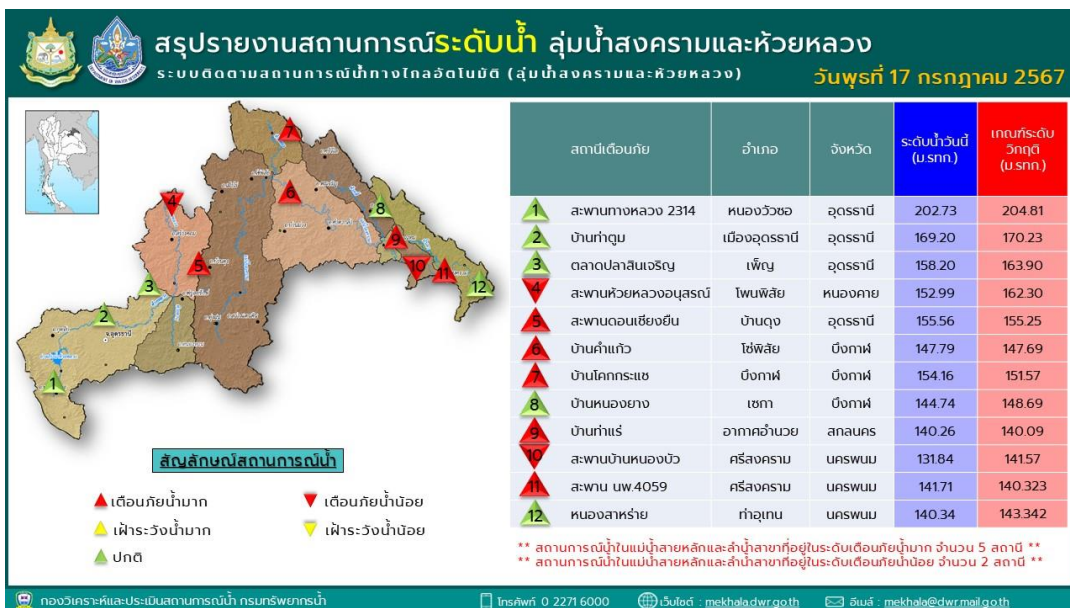 สรุปรายงานสถานการณ์ระดับน้ำ ลุ่มน้ำสงครามและห้วยหลวง
ระบบติดตามสถานการณ์น้ำทางไกลอัตโนมัติ (ลุ่มน้ำสงครามและห้วยหลวง)
วันพุธที่ 17 กรกฎาคม 2567
สถานีเตือนภัย อำเภอ จังหวัด ระดับน้ำวันนี้ (ม.รทก.) เกณฑ์ระดับวิกฤติ (ม.รทก.)
1 สะพานทางหลวง 2314 หนองวัวซอ อุดรธานี 202.73 204.81
2 บ้านท่าตูม เมืองอุดรธานี อุดรธานี 169.20 170.23
3 ตลาดปลาสินเจริญ เพ็ญ อุดรธานี 158.20 163.90
4 สะพานห้วยหลวงอนุสรณ์ โพนพิสัย หนองคาย 152.99 162.30
5 สะพานดอนเชียงยืน บ้านดุง อุดรธานี 155.56 155.25
6 บ้านคำแก้ว โซ่พิสัย บึงกาฬ 147.79 147.69
7 บ้านโคกกระแซ บึงกาฬ บึงกาฬ 154.16 151.57
8 บ้านหนองยาง เซกา บึงกาฬ 144.74 148.69
9 บ้านท่าแร่ อากาศอำนวย สกลนคร 140.26 140.09
10 สะพานบ้านหนองบัว ศรีสงคราม นครพนม 131.84 141.57
11 สะพาน นพ.4059 ศรีสงคราม นครพนม 141.71 140.323
12 หนองสาหร่าย ท่าอุเทน นครพนม 140.34 143.342
7
6
4
8
9
5
10
11
12
3
2
จ.อุดรธานี
1
สัญลักษณ์สถานการณ์น้ำ
เตือนภัยน้ำมาก เตือนภัยน้ำน้อย
เฝ้าระวังน้ำมาก เฝ้าระวังน้ำน้อย
ปกติ
** สถานการณ์น้ำในแม่น้ำสายหลักและลำน้ำสาขาที่อยู่ในระดับเตือนภัยน้ำมาก จำนวน 5 สถานี **
** สถานการณ์น้ำในแม่น้ำสายหลักและลำน้ำสาขาที่อยู่ในระดับเตือนภัยน้ำน้อย จำนวน 2 สถานี **
กองวิเคราะห์และประเมินสถานการณ์น้ำ กรมทรัพยากรน้ำ โทรศัพท์ 0 2271 6000 เว็บไซต์ : mekhala.dwr.go.th อีเมล์ : mekhala@dwr.mail.go.th